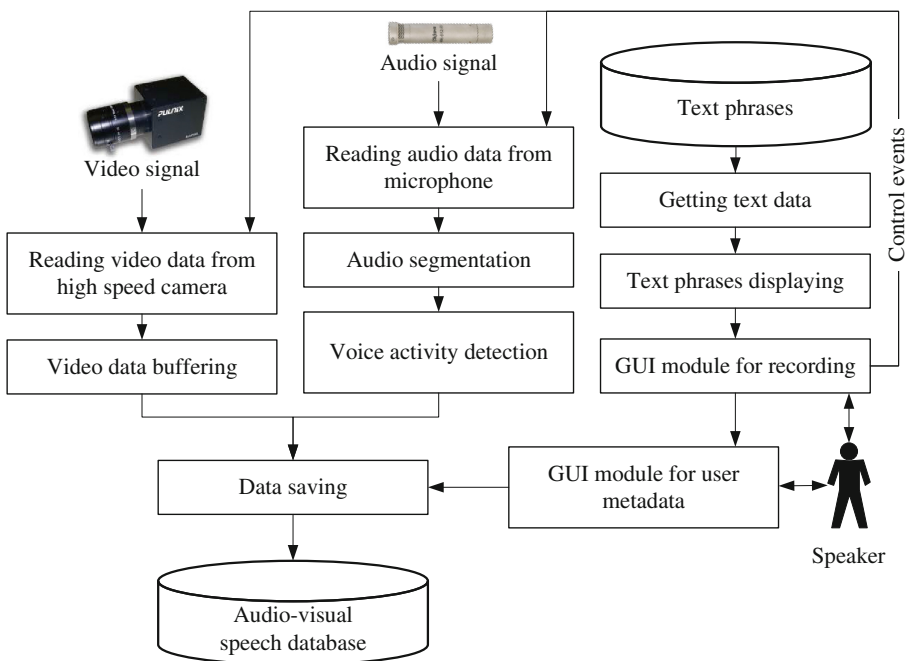 Audio signal
PULNIX
Video signal
Text phrases
Control events
Reading audio data from
microphone
Getting text data
Reading video data from
high speed camera
Audio segmentation
Text phrases displaying
Video data buffering
Voice activity detection
GUI module for recording
Data saving
GUI module for user
metadata
Speaker
Audio-visual
speech database